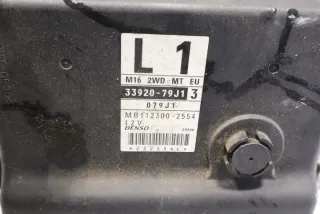 L 1
M16 2WD MT EU
33920-79J1 3
079J1
MB112300-2554
12V
DENSO